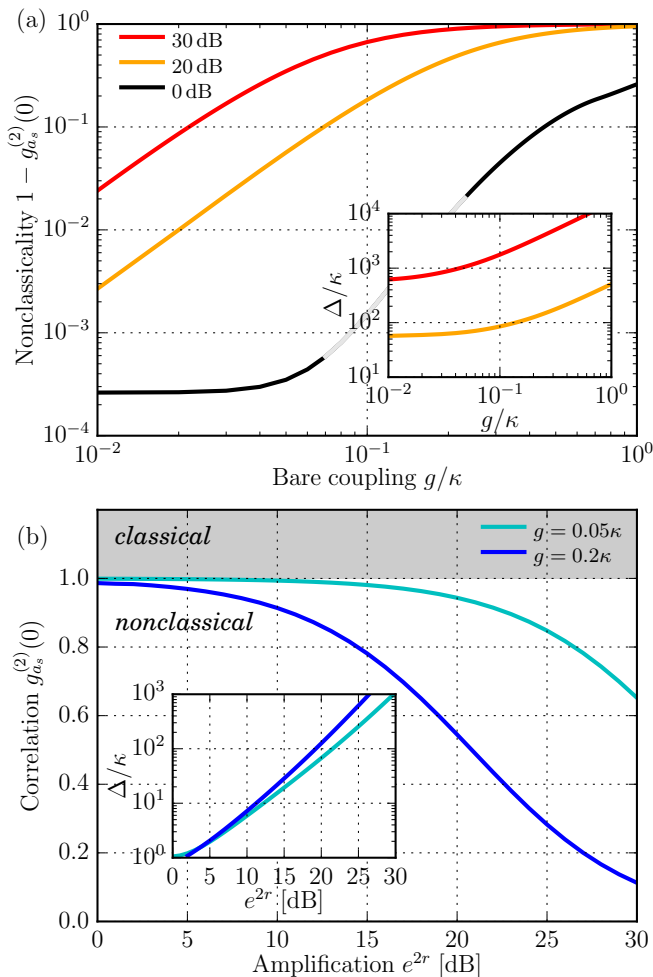 (a)
Nonclassicality 1 − g_{a_s}^{(2)}(0)
10^0
10^{−1}
10^{−2}
10^{−3}
10^{−4}
30 dB
20 dB
0 dB
Δ/κ
10^4
10^3
10^2
10^1
10^{−2}
10^{−1}
10^0
g/κ
10^{−2}
10^{−1}
10^0
Bare coupling g/κ
(b)
Correlation g_{a_s}^{(2)}(0)
classical
g = 0.05κ
g = 0.2κ
nonclassical
1.0
0.8
0.6
0.4
0.2
0.0
Δ/κ
10^3
10^2
10^1
10^0
0 5 10 15 20 25 30
e^{2r} [dB]
0 5 10 15 20 25 30
Amplification e^{2r} [dB]